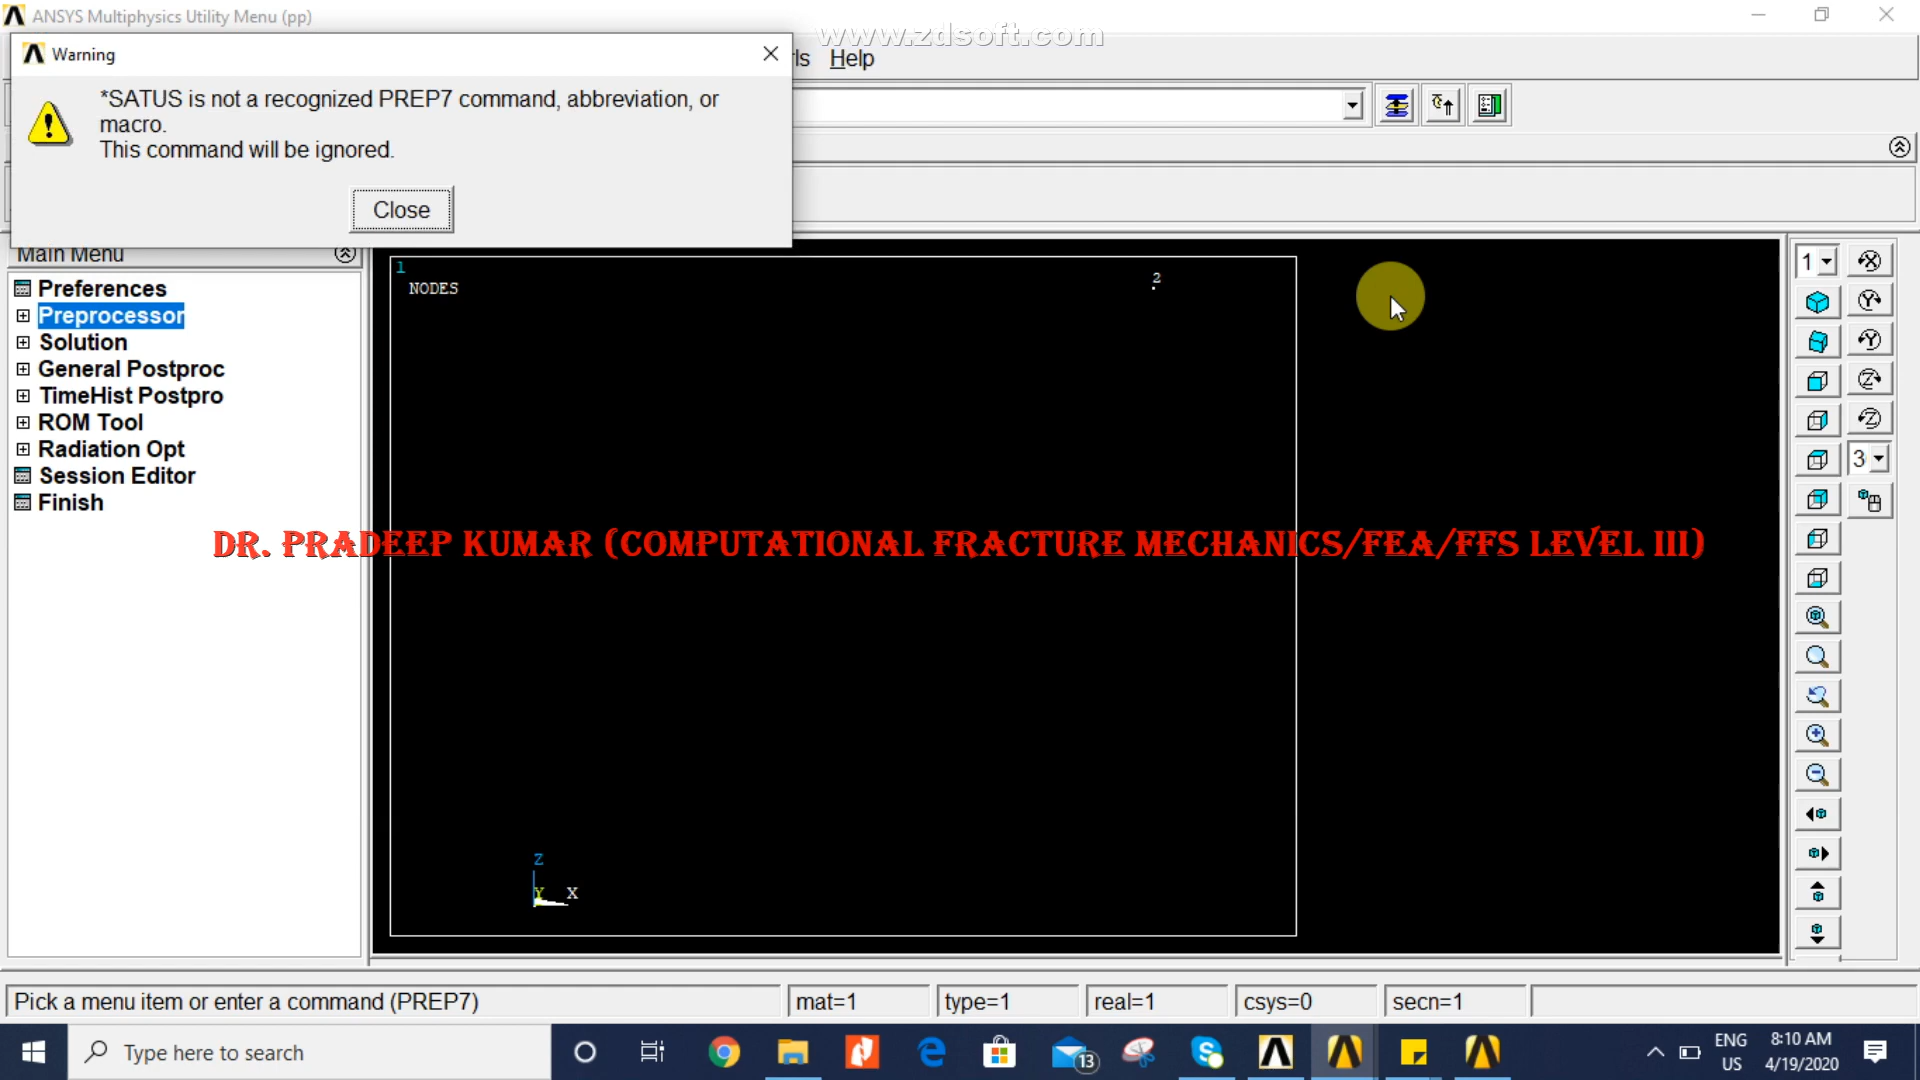 ANSYS Multiphysics Utility Menu (pp)
www.zdsoft.com
Warning
rls Help
*SATUS is not a recognized PREP7 command, abbreviation, or
macro.
This command will be ignored.
Close
Main Menu
Preferences
Preprocessor
Solution
General Postproc
TimeHist Postpro
ROM Tool
Radiation Opt
Session Editor
Finish
1
NODES
2
1
3
DR. PRADEEP KUMAR (COMPUTATIONAL FRACTURE MECHANICS/FEA/FFS LEVEL III)
Z
Y X
Pick a menu item or enter a command (PREP7)
mat=1
type=1
real=1
csys=0
secn=1
Type here to search
13
ENG
US
8:10 AM
4/19/2020